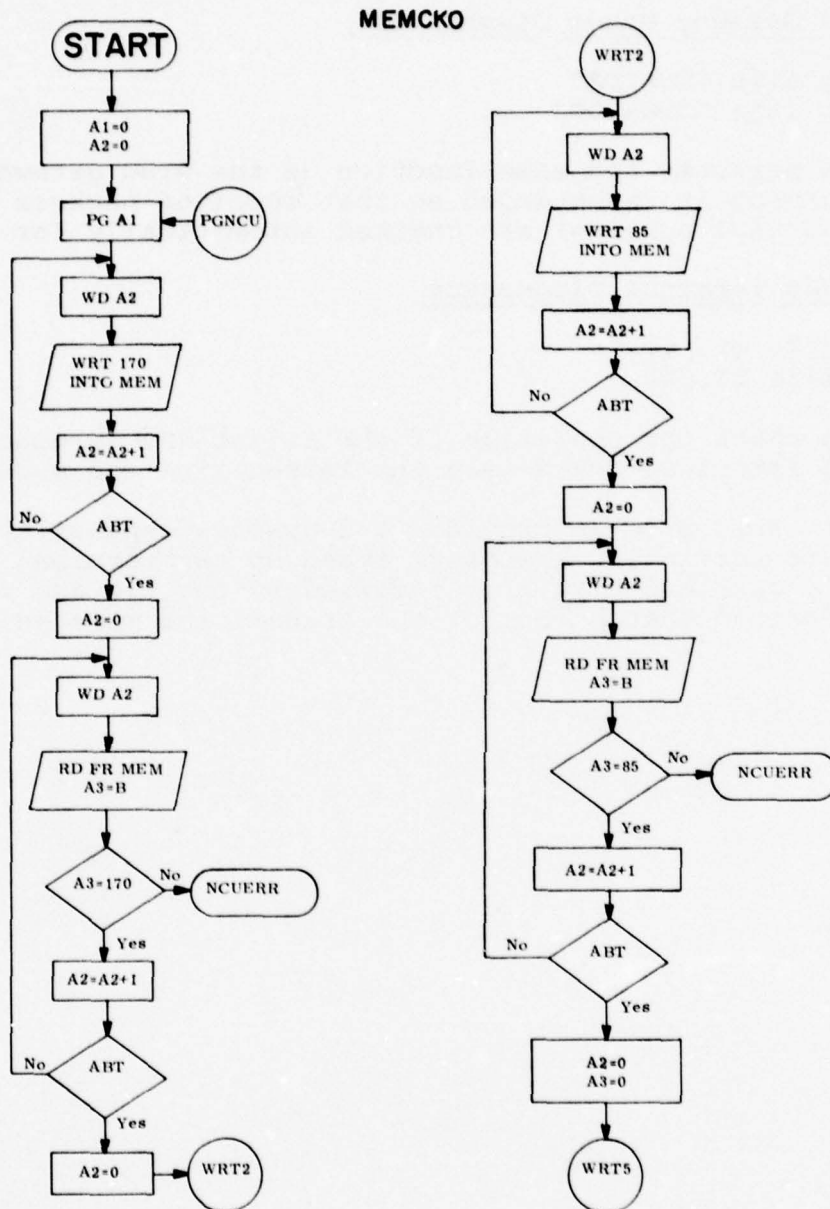 MEMCKO
START
A1=0
A2=0
PG A1
PGNCU
WD A2
WRT 170
INTO MEM
A2=A2+1
No
ABT
Yes
A2=0
WD A2
RD FR MEM
A3=B
A3=170
No
NCUERR
Yes
A2=A2+1
No
ABT
Yes
A2=0
WRT2
WRT2
WD A2
WRT 85
INTO MEM
A2=A2+1
No
ABT
Yes
A2=0
WD A2
RD FR MEM
A3=B
A3=85
No
NCUERR
Yes
A2=A2+1
No
ABT
Yes
A2=0
A3=0
WRT5